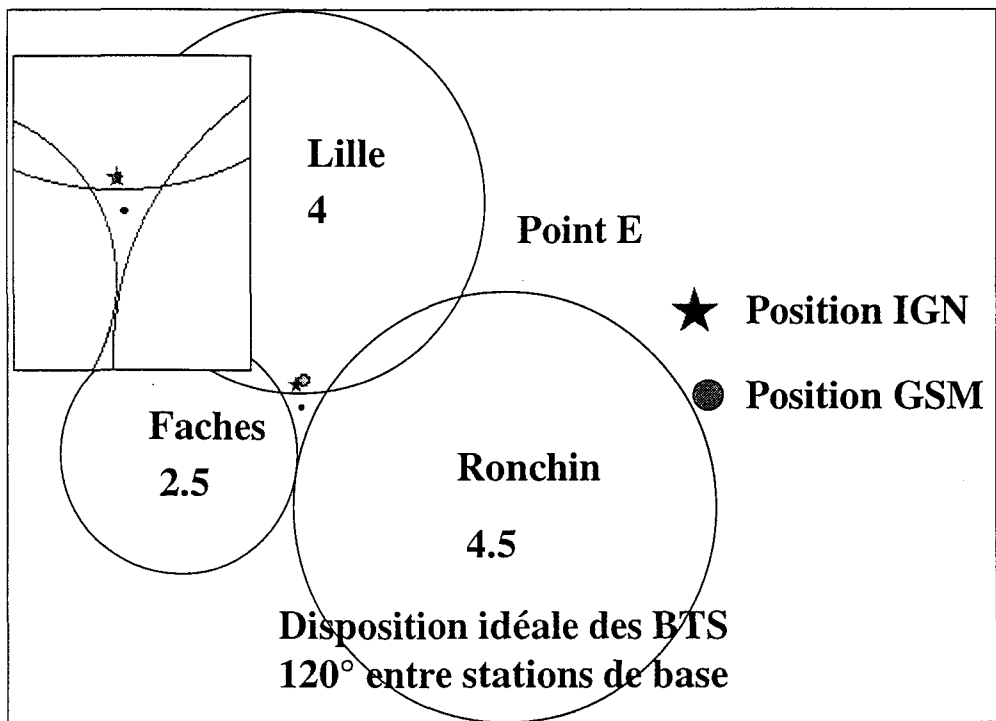 Lille
4
Point E
Position IGN
Position GSM
Faches
2.5
Ronchin
4.5
Disposition idéale des BTS
120° entre stations de base